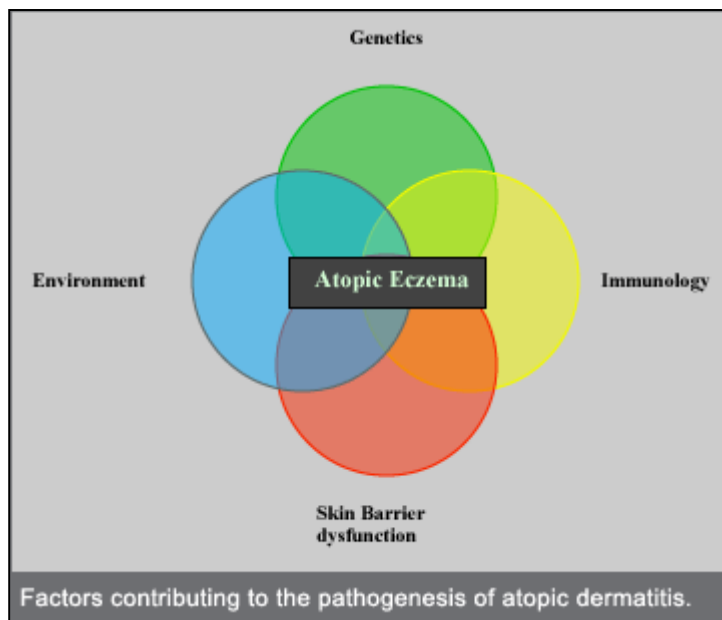 Genetics
Environment
Atopic Eczema
Immunology
Skin Barrier
dysfunction
Factors contributing to the pathogenesis of atopic dermatitis.